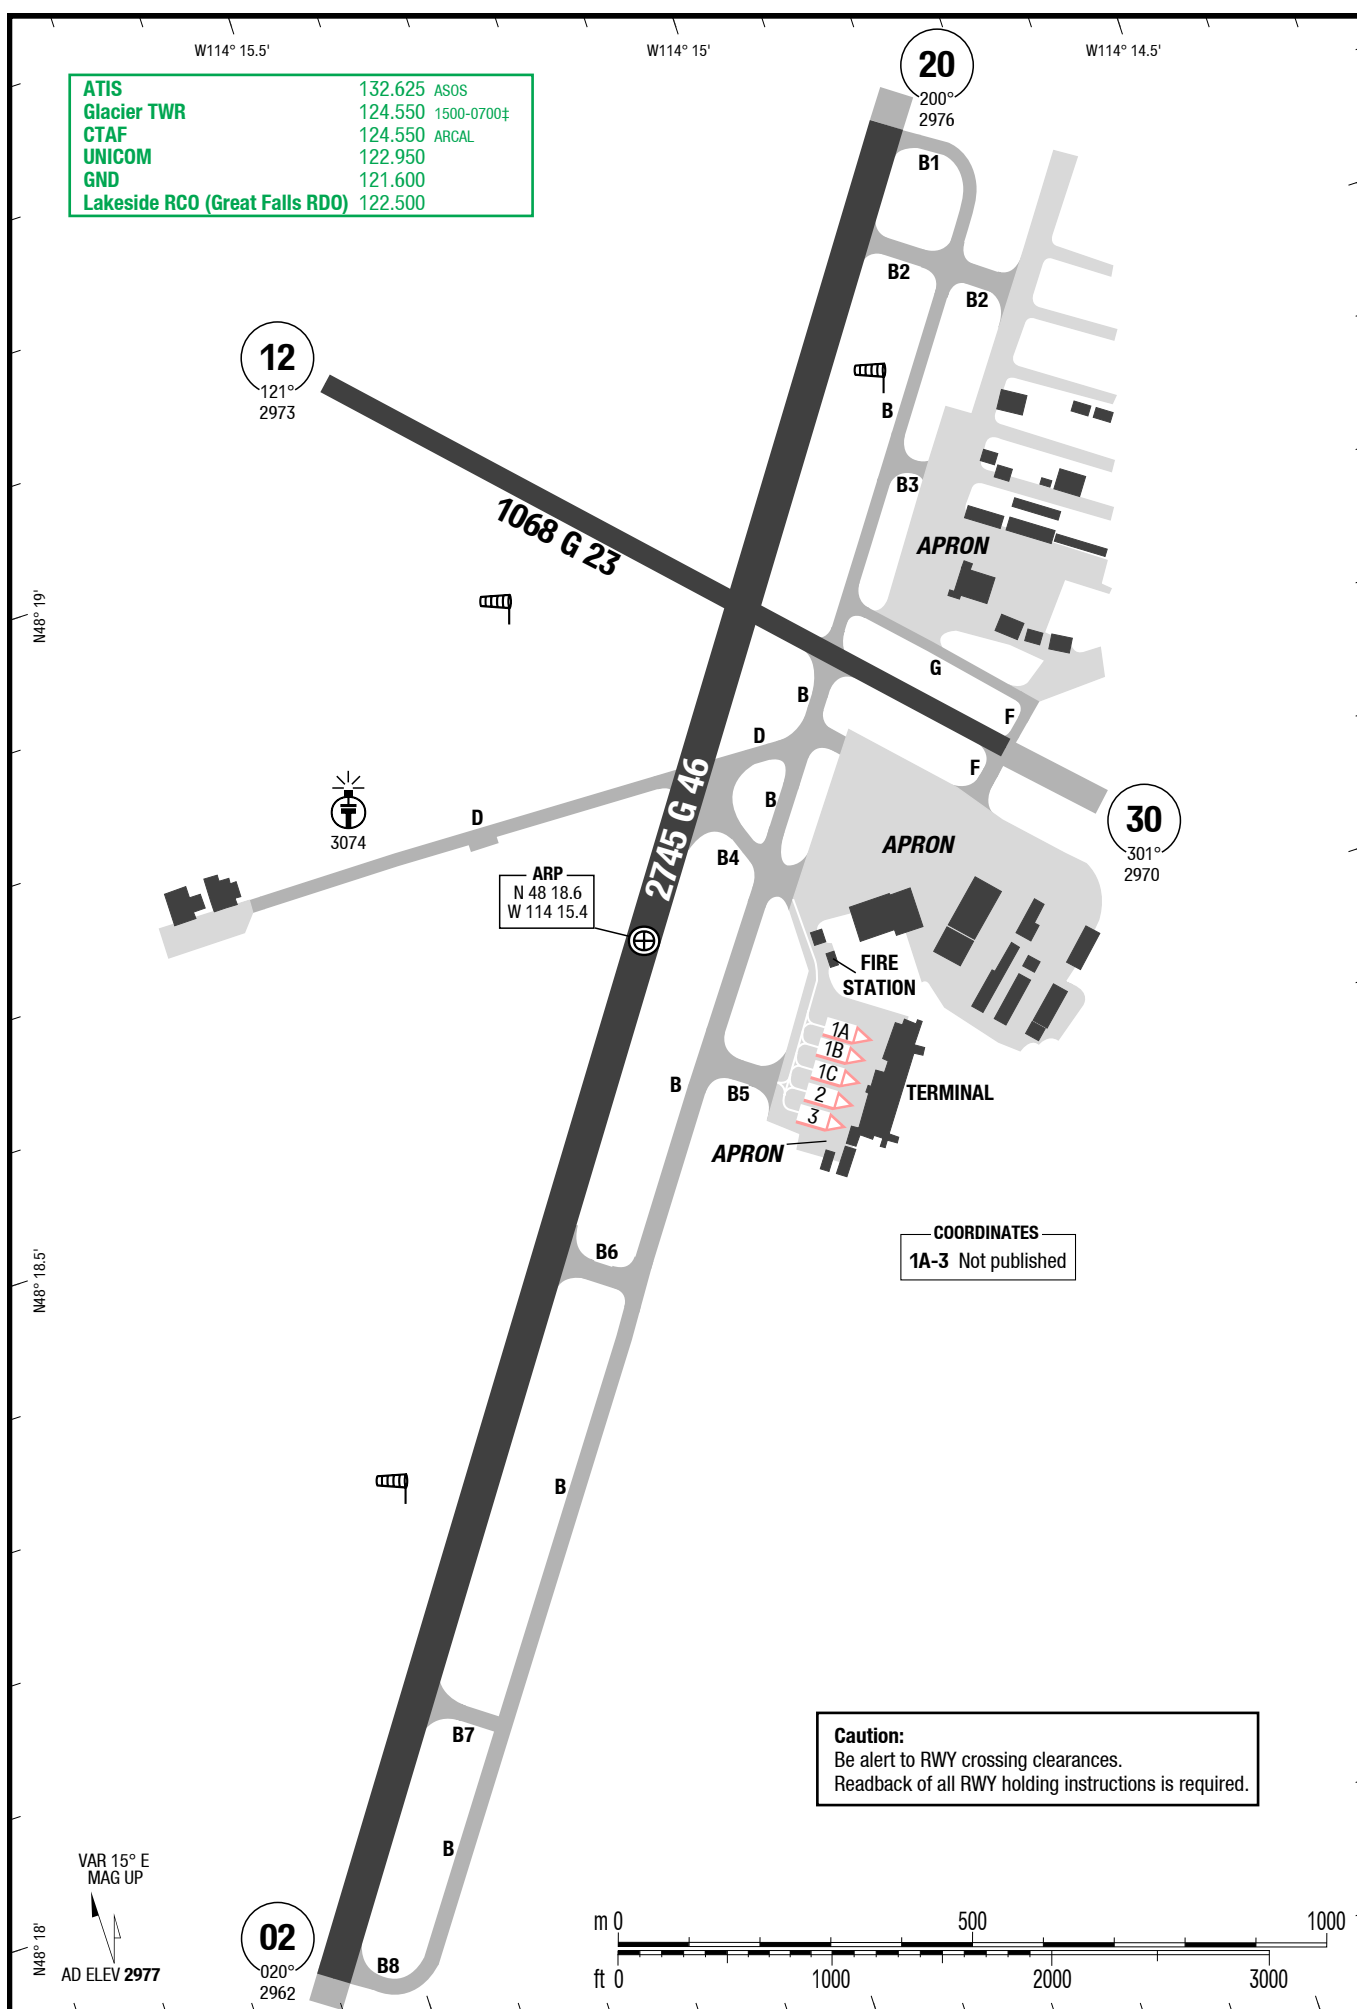 W114° 15.5'
W114° 15'
W114° 14.5'
20
200°
2976
ATIS 132.625 ASOS
Glacier TWR 124.550 1500-0700‡
CTAF 124.550 ARCAL
UNICOM 122.950
GND 121.600
Lakeside RCO (Great Falls RDO) 122.500
B1
B2
B2
12
121°
2973
B
B3
1068 G 23
APRON
N48° 19'
G
B
F
D
F
2745 G 46
B
D
3074
30
301°
2970
APRON
B4
ARP
N 48 18.6
W 114 15.4
FIRE
STATION
1A
1B
1C
2
3
B
B5
TERMINAL
APRON
COORDINATES
1A-3 Not published
B6
N48° 18.5'
B
B7
Caution:
Be alert to RWY crossing clearances.
Readback of all RWY holding instructions is required.
B
VAR 15° E
MAG UP
AD ELEV 2977
N48° 18'
02
020°
2962
B8
m 0 500 1000
ft 0 1000 2000 3000